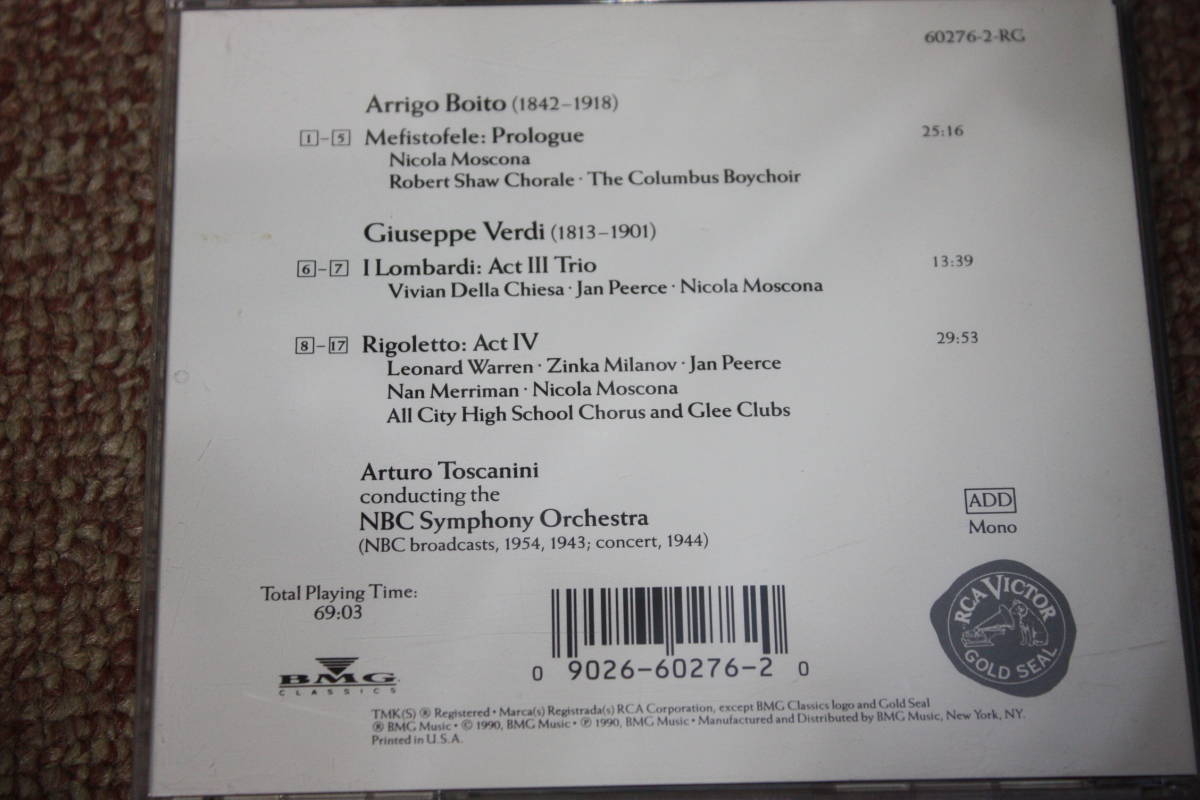 60276-2-RG
Arrigo Boito (1842–1918)
1–5 Mefistofele: Prologue 25:16
Nicola Moscona
Robert Shaw Chorale · The Columbus Boychoir
Giuseppe Verdi (1813–1901)
6–7 I Lombardi: Act III Trio 13:39
Vivian Della Chiesa · Jan Peerce · Nicola Moscona
8–17 Rigoletto: Act IV 29:53
Leonard Warren · Zinka Milanov · Jan Peerce
Nan Merriman · Nicola Moscona
All City High School Chorus and Glee Clubs
Arturo Toscanini
conducting the
NBC Symphony Orchestra
(NBC broadcasts, 1954, 1943; concert, 1944)
ADD
Mono
Total Playing Time:
69:03
BMG
CLASSICS
0 9026-60276-2 0
RCA VICTOR
GOLD SEAL
TMK(S) ® Registered • Marca(s) Registrada(s) RCA Corporation, except BMG Classics logo and Gold Seal
® BMG Music • © 1990, BMG Music • ℗ 1990, BMG Music • Manufactured and Distributed by BMG Music, New York, NY.
Printed in U.S.A.